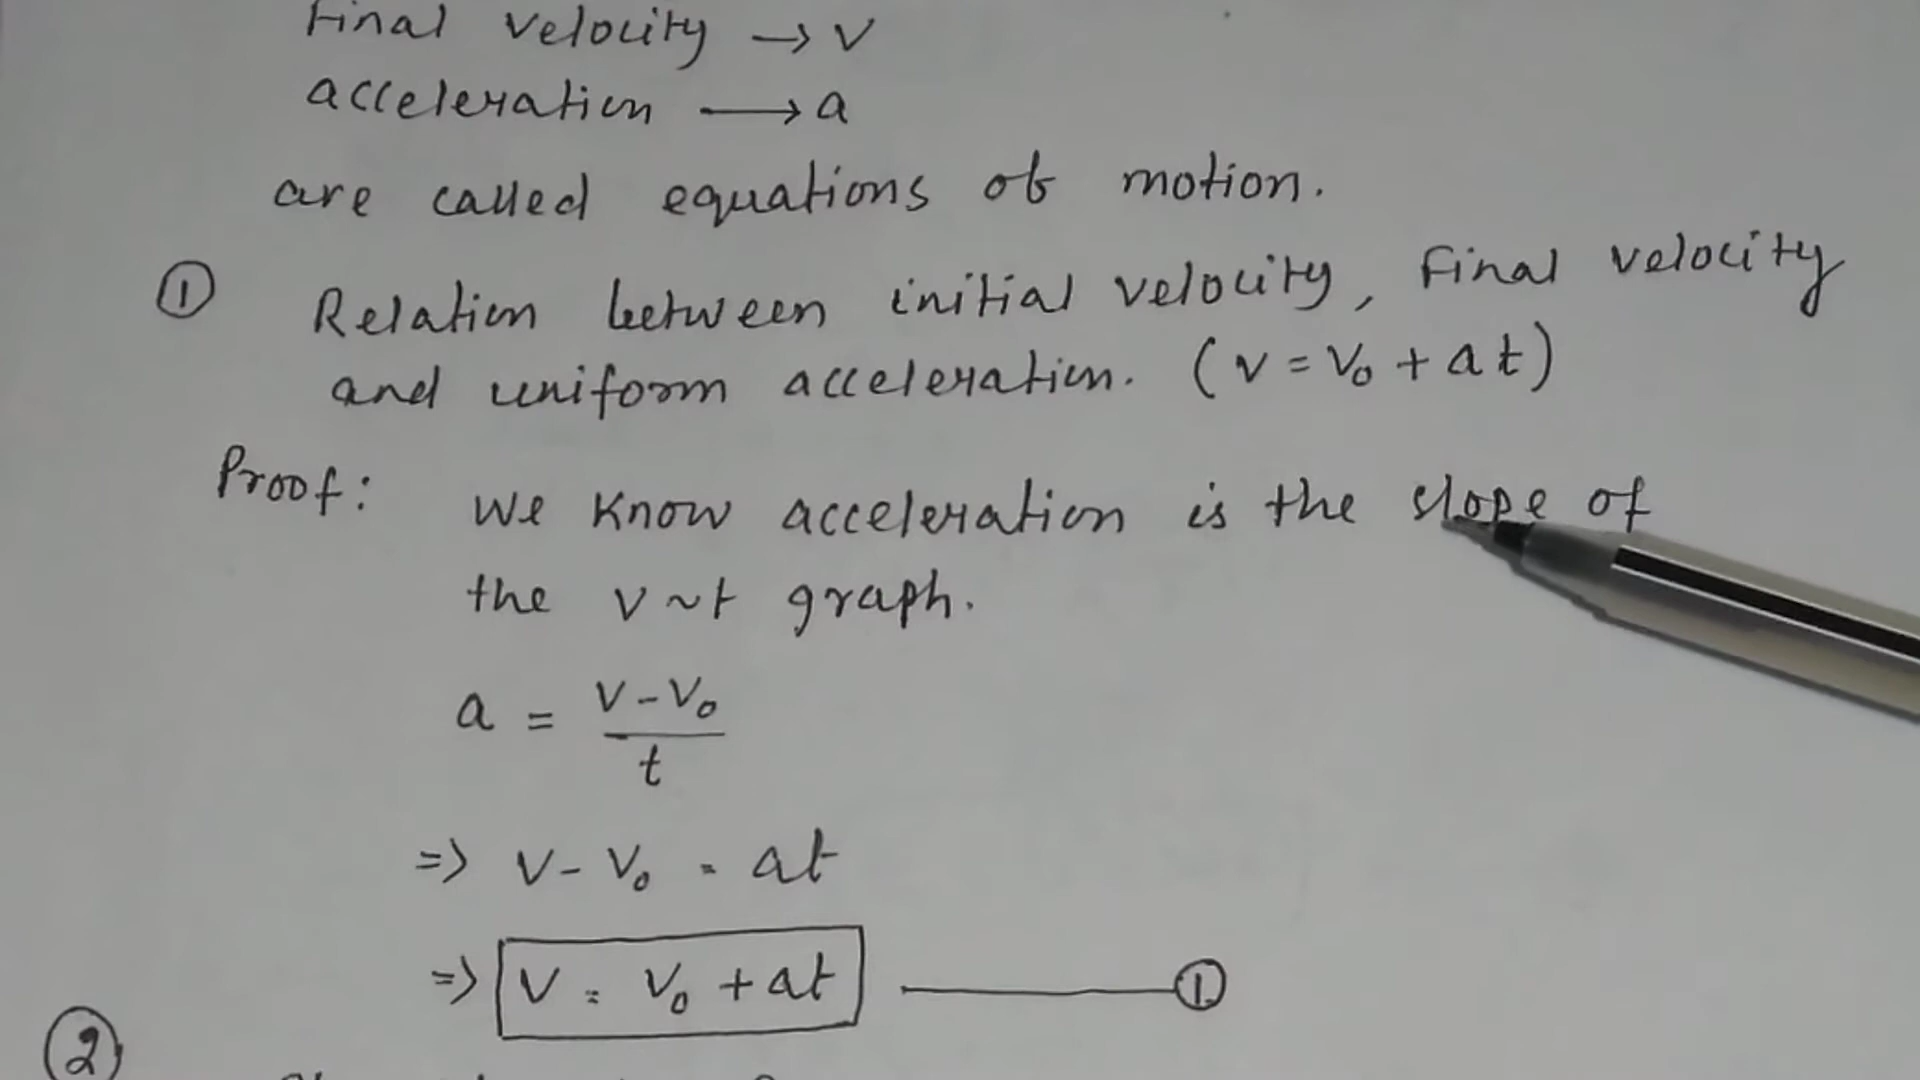 Final velocity → v
acceleration → a
are called equations of motion.
① Relation between initial velocity, Final velocity
and uniform acceleration. (v = v₀ + at)
Proof: We know acceleration is the slope of
the v~t graph.
a = (v - v₀)/t
=> v - v₀ = at
=> v = v₀ + at ①
②